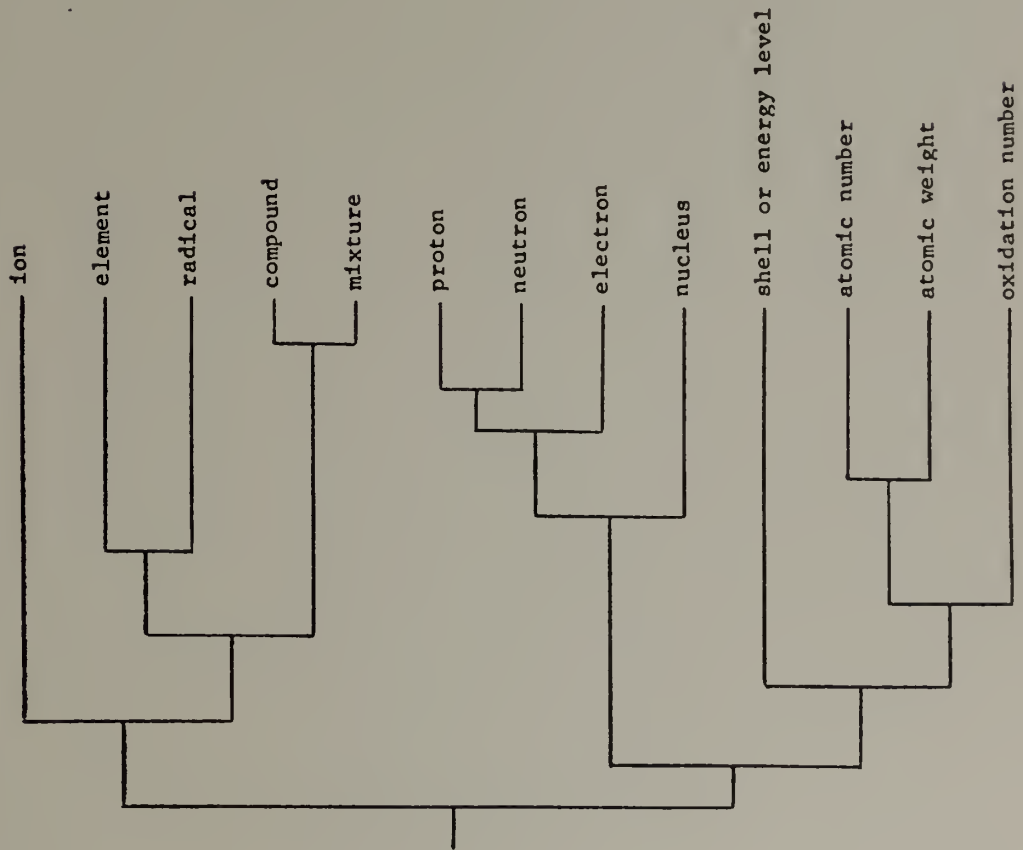 ion
element
radical
compound
mixture
proton
neutron
electron
nucleus
shell or energy level
atomic number
atomic weight
oxidation number